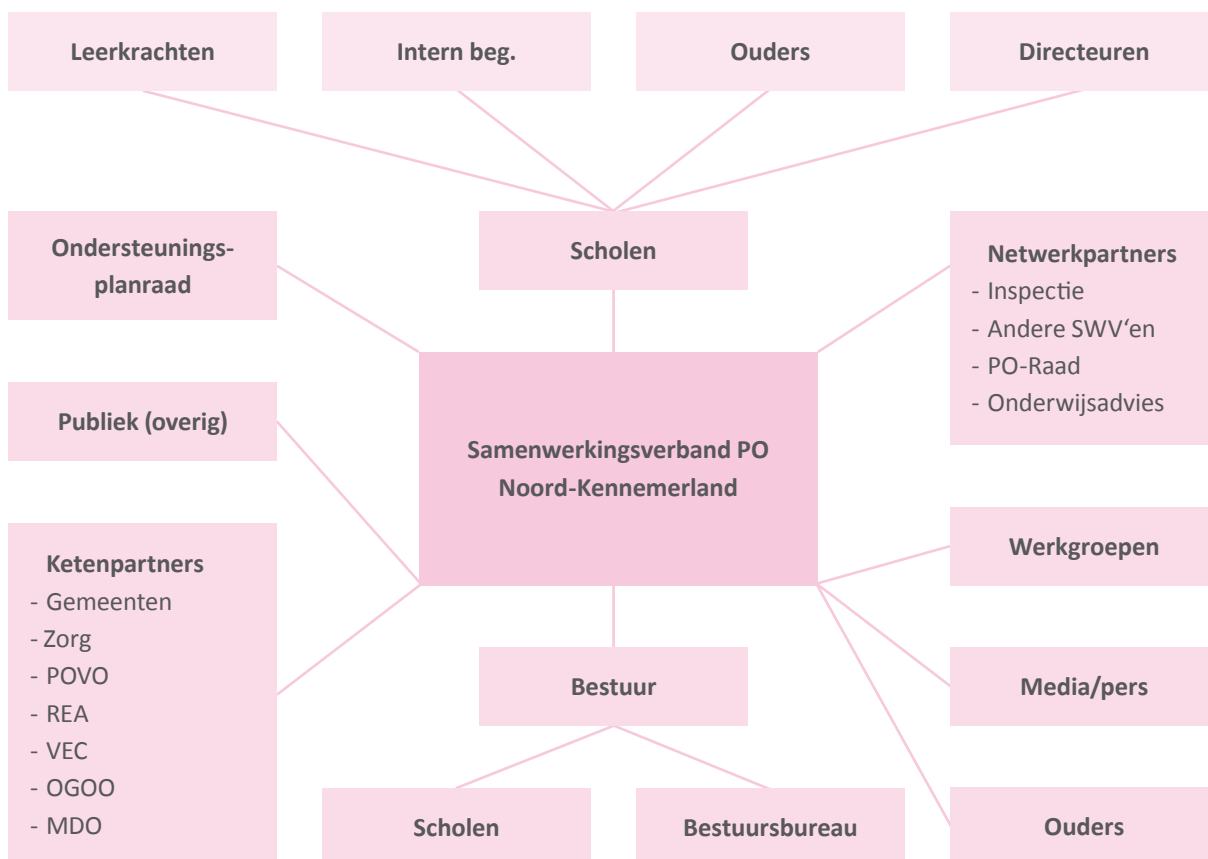 Leerkrachten
Intern beg.
Ouders
Directeuren
Ondersteunings-
planraad
Scholen
Netwerkpartners
- Inspectie
- Andere SWV‘en
- PO-Raad
- Onderwijsadvies
Publiek (overig)
Samenwerkingsverband PO
Noord-Kennemerland
Ketenpartners
- Gemeenten
- Zorg
- POVO
- REA
- VEC
- OGOO
- MDO
Werkgroepen
Bestuur
Media/pers
Scholen
Bestuursbureau
Ouders